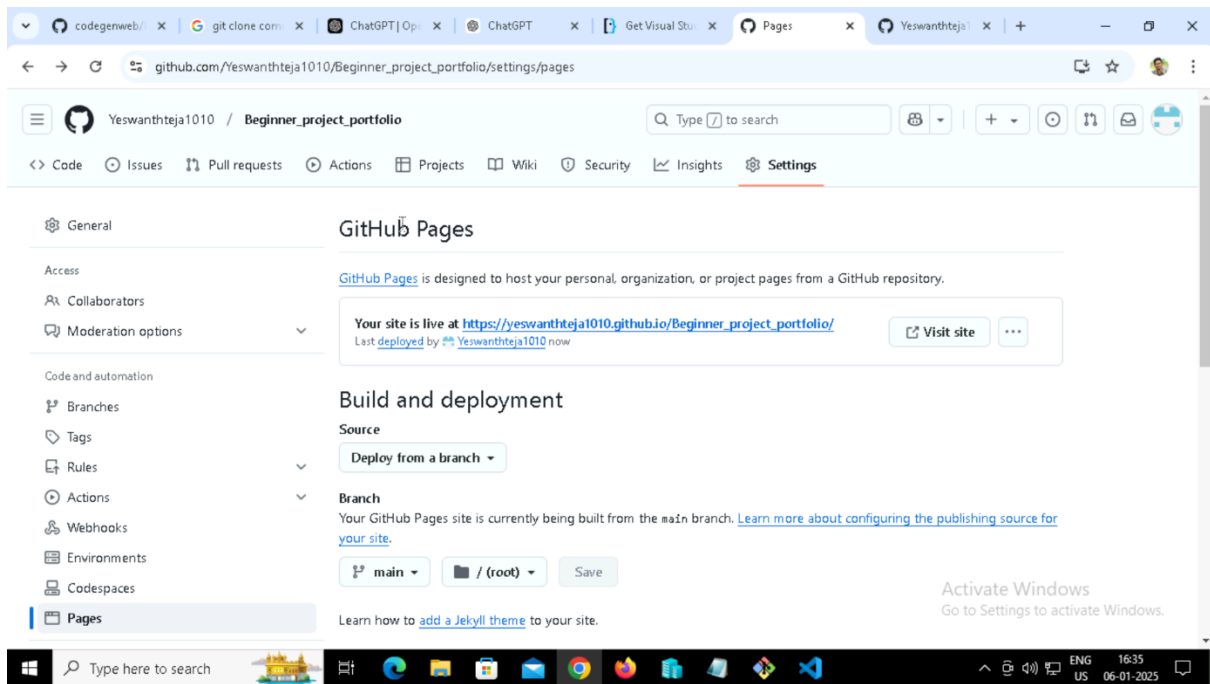 codegenweb/
git clone com
ChatGPT | Op
ChatGPT
Get Visual Stu
Pages
Yeswanthteja1
github.com/Yeswanthteja1010/Beginner_project_portfolio/settings/pages
Yeswanthteja1010 / Beginner_project_portfolio
Type / to search
Code
Issues
Pull requests
Actions
Projects
Wiki
Security
Insights
Settings
General
Access
Collaborators
Moderation options
Code and automation
Branches
Tags
Rules
Actions
Webhooks
Environments
Codespaces
Pages
GitHub Pages
GitHub Pages is designed to host your personal, organization, or project pages from a GitHub repository.
Your site is live at https://yeswanthteja1010.github.io/Beginner_project_portfolio/
Last deployed by Yeswanthteja1010 now
Visit site
Build and deployment
Source
Deploy from a branch
Branch
Your GitHub Pages site is currently being built from the main branch. Learn more about configuring the publishing source for
your site.
main
/ (root)
Save
Learn how to add a Jekyll theme to your site.
Activate Windows
Go to Settings to activate Windows.
Type here to search
ENG
US
16:35
06-01-2025